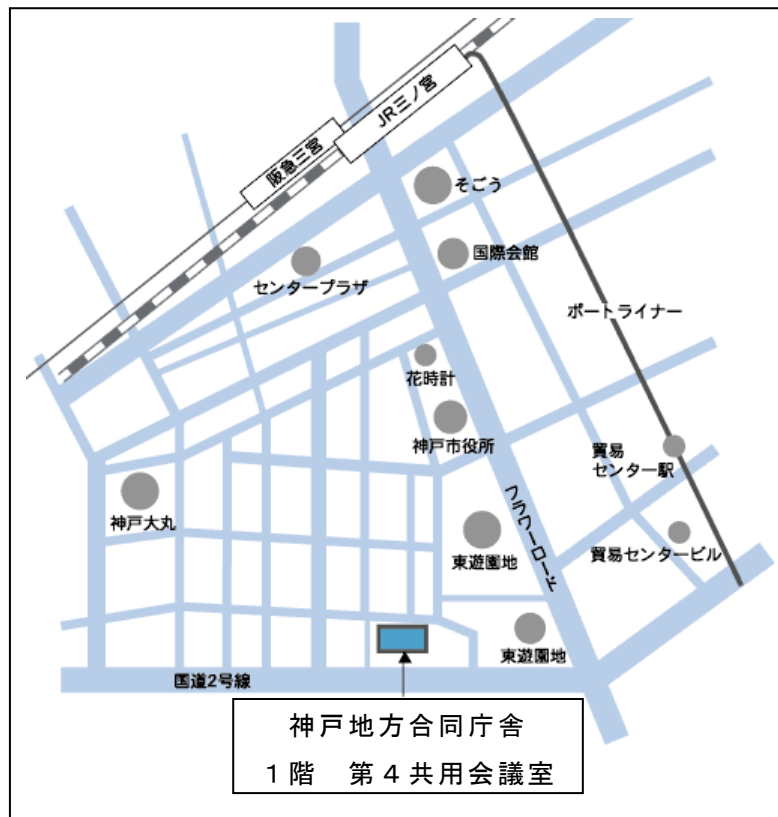 JR三ノ宮
阪急三宮
そごう
国際会館
センタープラザ
ポートライナー
花時計
神戸市役所
貿易
センター駅
神戸大丸
フラワーロード
東遊園地
貿易センタービル
東遊園地
国道2号線
神戸地方合同庁舎
1階　第4共用会議室